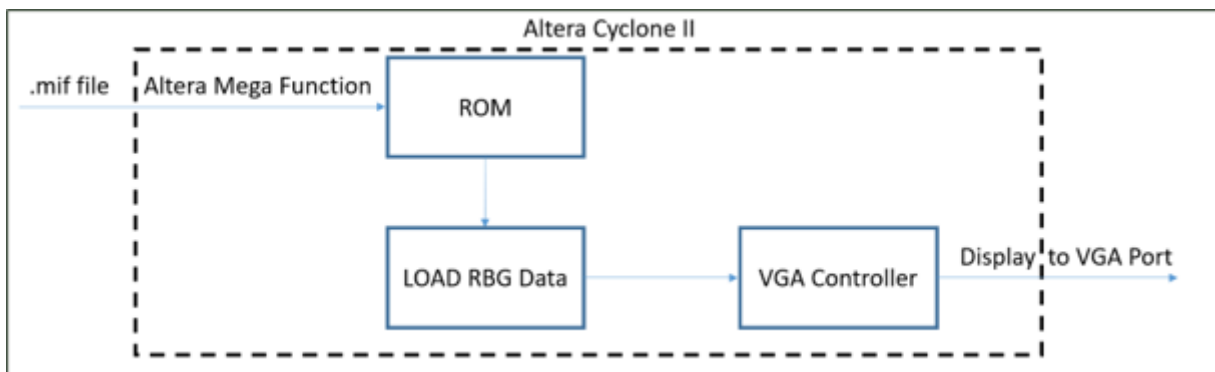 Altera Cyclone II
.mif file
Altera Mega Function
ROM
LOAD RBG Data
VGA Controller
Display to VGA Port